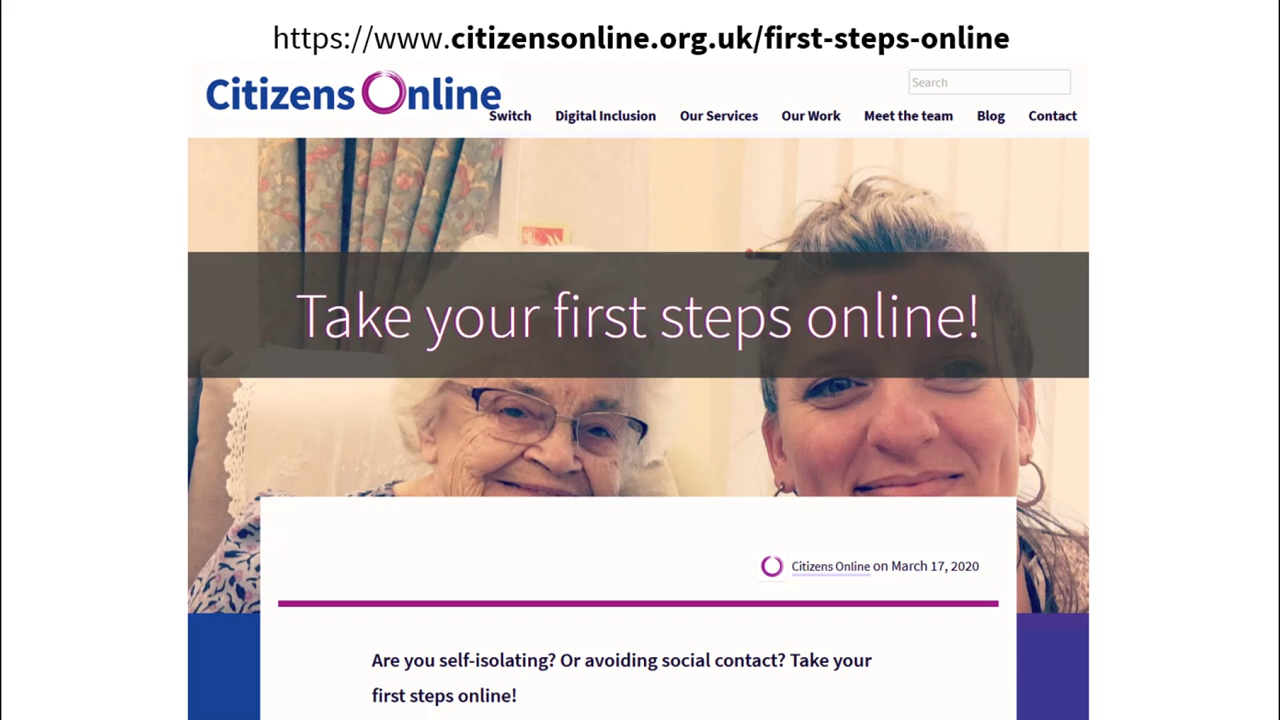 https://www.citizensonline.org.uk/first-steps-online
Citizens Online
Search
Switch Digital Inclusion Our Services Our Work Meet the team Blog Contact
Take your first steps online!
Citizens Online on March 17, 2020
Are you self-isolating? Or avoiding social contact? Take your
first steps online!